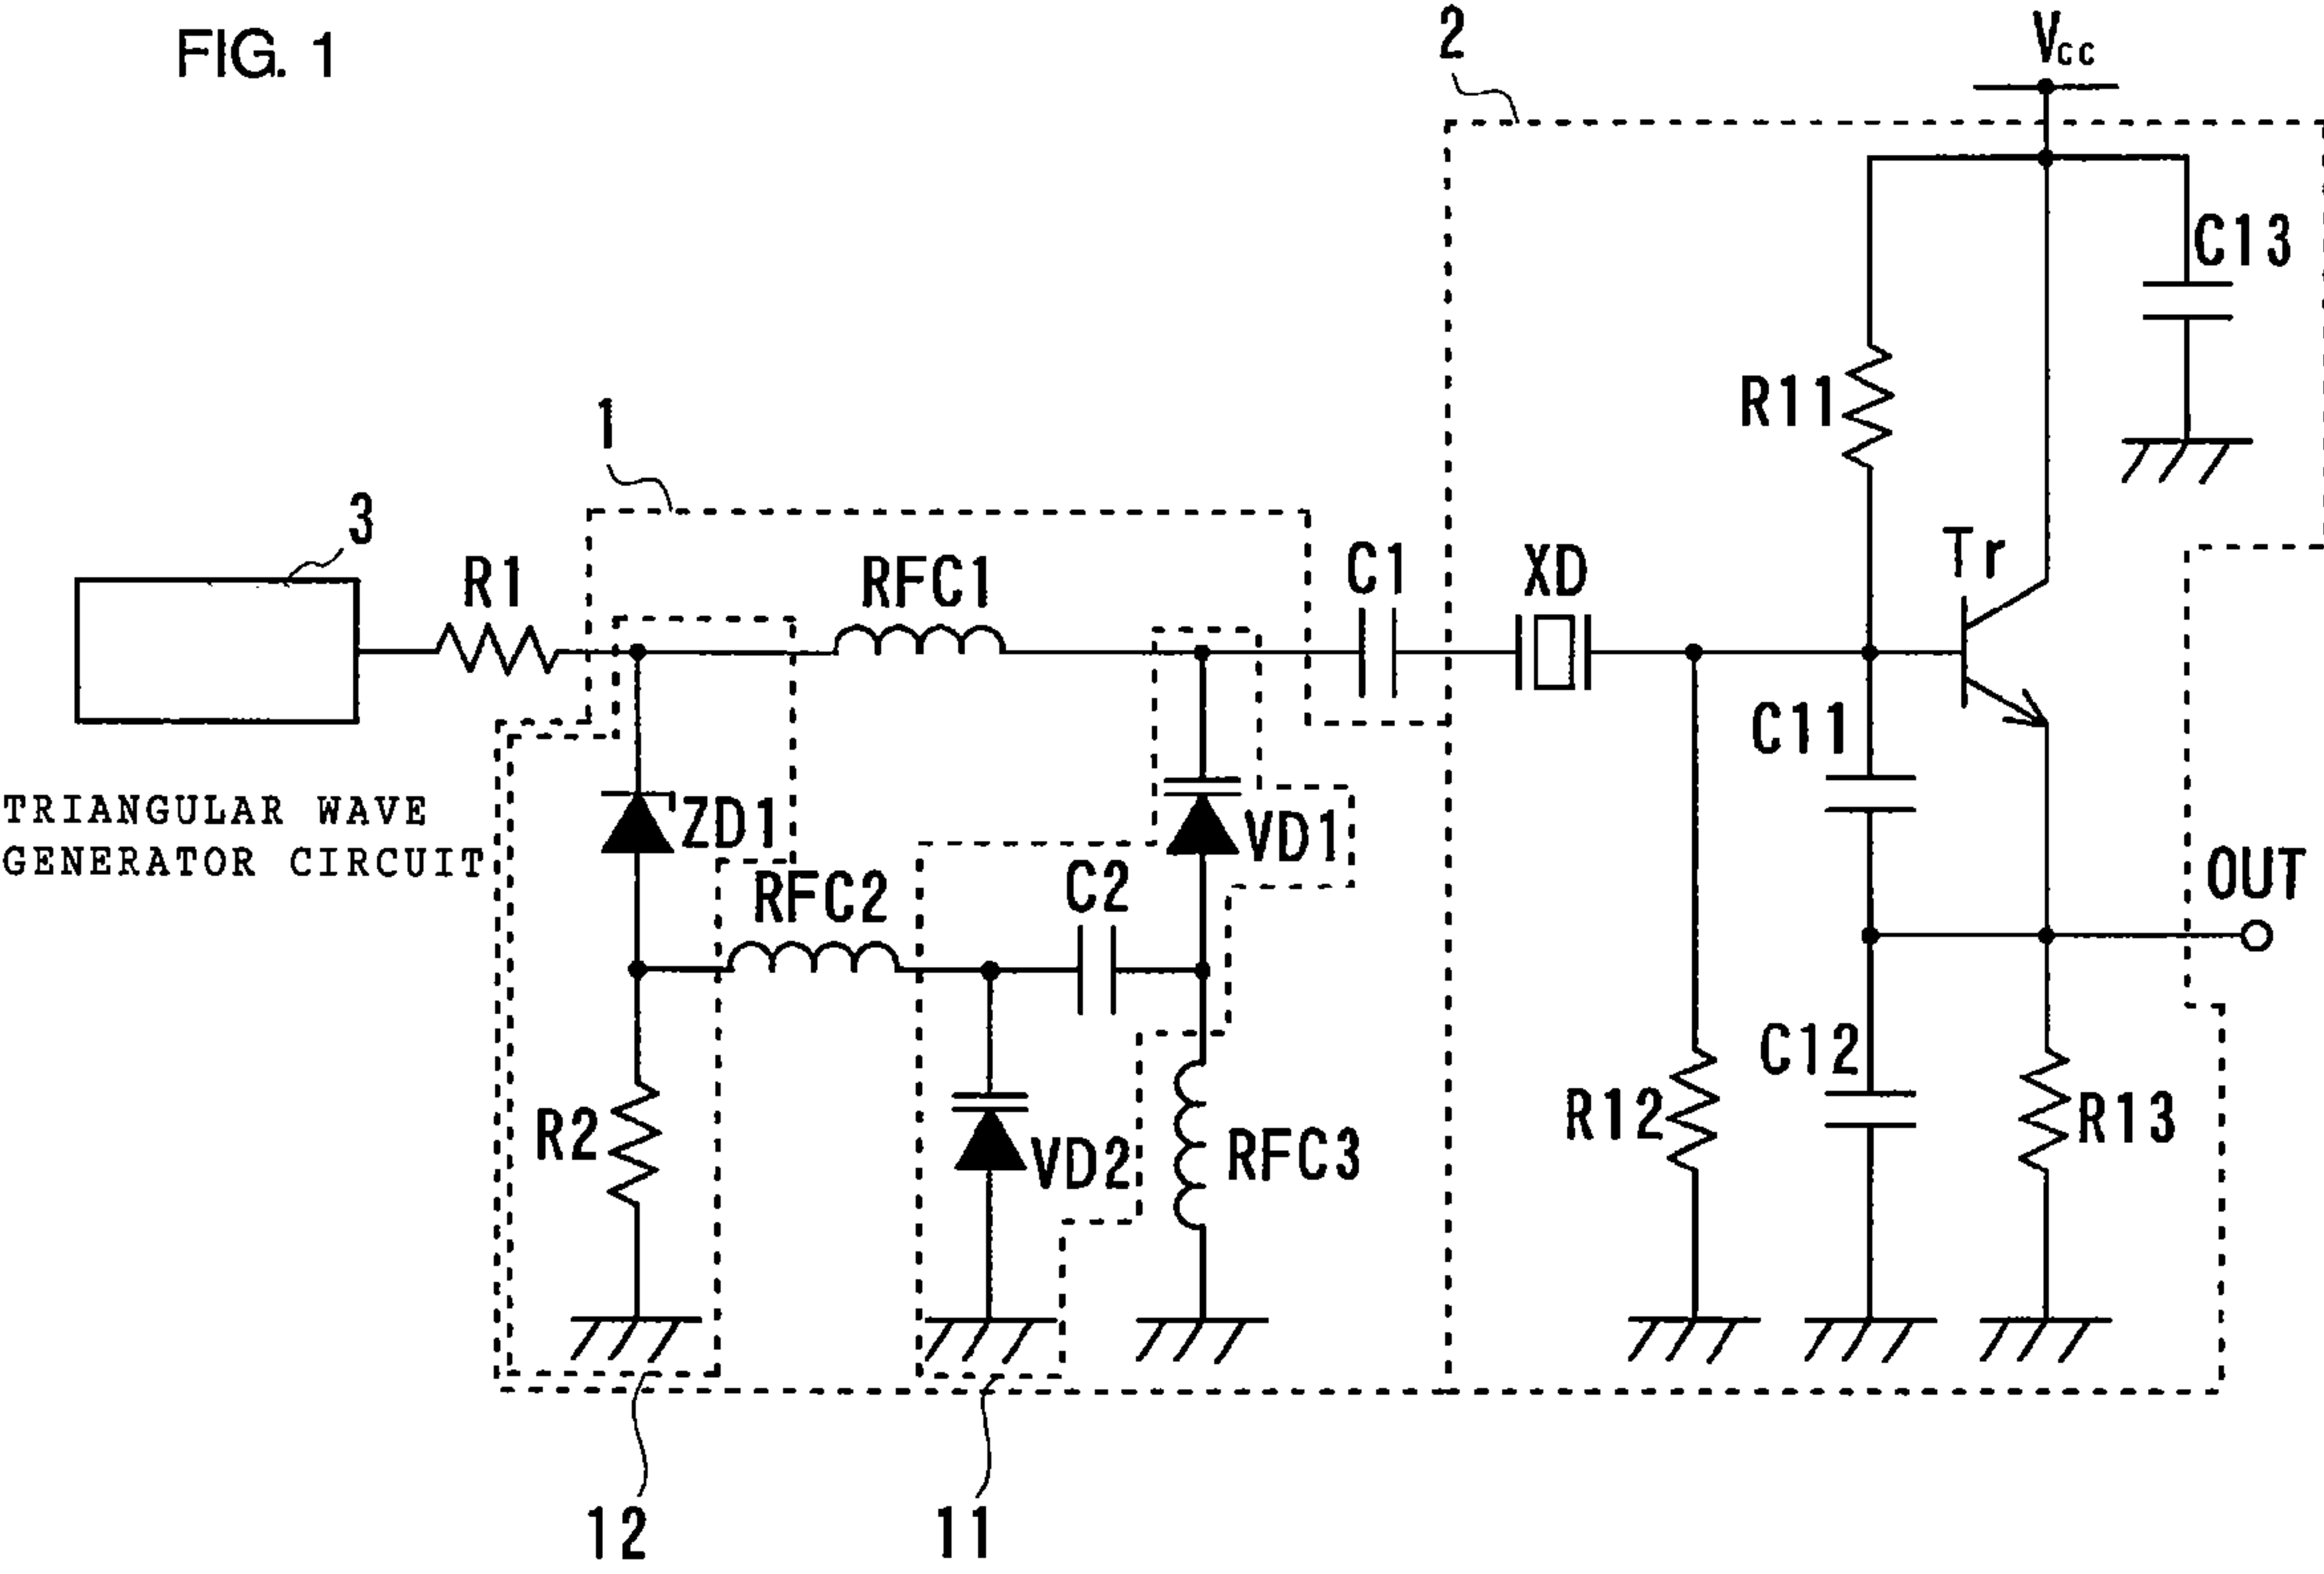 FIG. 1
2
Vcc
C13
R11
1
3
R1
RFC1
C1
XD
Tr
C11
TRIANGULAR WAVE
GENERATOR CIRCUIT
ZD1
VD1
RFC2
C2
OUT
C12
R2
VD2
RFC3
R12
R13
12
11